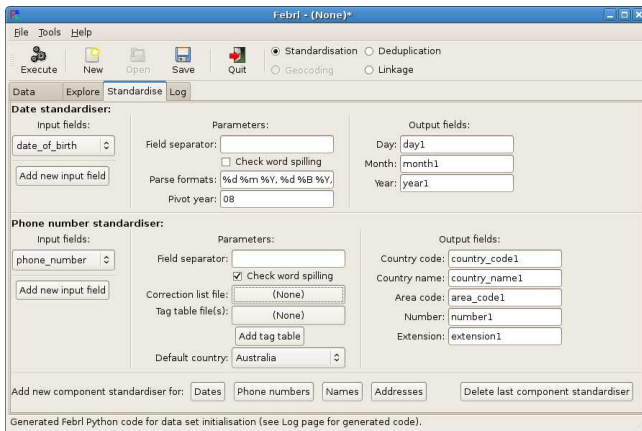 Febrl - (None)*
File Tools Help
Execute New Open Save Quit
Standardisation Deduplication
Geocoding Linkage
Data Explore Standardise Log
Date standardiser:
Input fields: Parameters: Output fields:
date_of_birth Field separator: Day: day1
Check word spilling Month: month1
Add new input field Parse formats: %d %m %Y, %d %B %Y, Year: year1
Pivot year: 08
Phone number standardiser:
Input fields: Parameters: Output fields:
phone_number Field separator: Country code: country_code1
Check word spilling Country name: country_name1
Add new input field Correction list file: (None) Area code: area_code1
Tag table file(s): (None) Number: number1
Add tag table Extension: extension1
Default country: Australia
Add new component standardiser for: Dates Phone numbers Names Addresses Delete last component standardiser
Generated Febrl Python code for data set initialisation (see Log page for generated code).